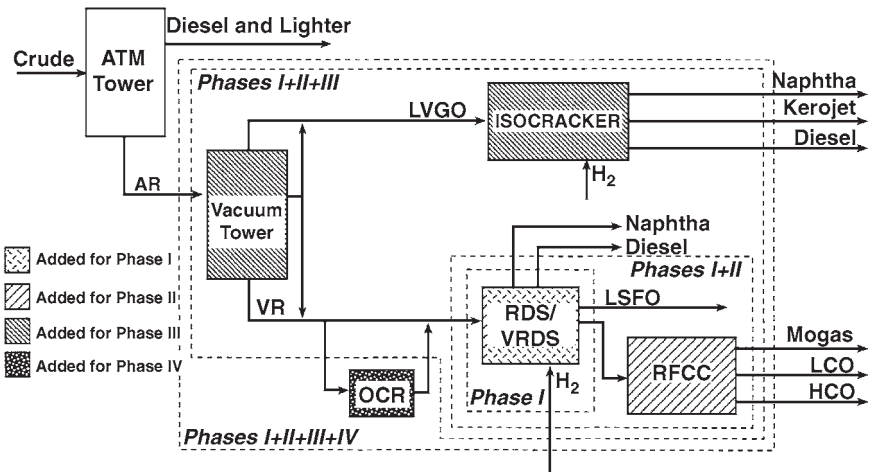 Diesel and Lighter
Crude
ATM
Tower
Phases I+II+III
Naphtha
LVGO
ISOCRACKER
Kerojet
Diesel
H2
AR
Vacuum
Tower
Naphtha
Diesel
Added for Phase I
Added for Phase II
Added for Phase III
Added for Phase IV
Phases I+II
VR
RDS/
VRDS
LSFO
Mogas
RFCC
LCO
HCO
OCR
H2
Phase I
Phases I+II+III+IV